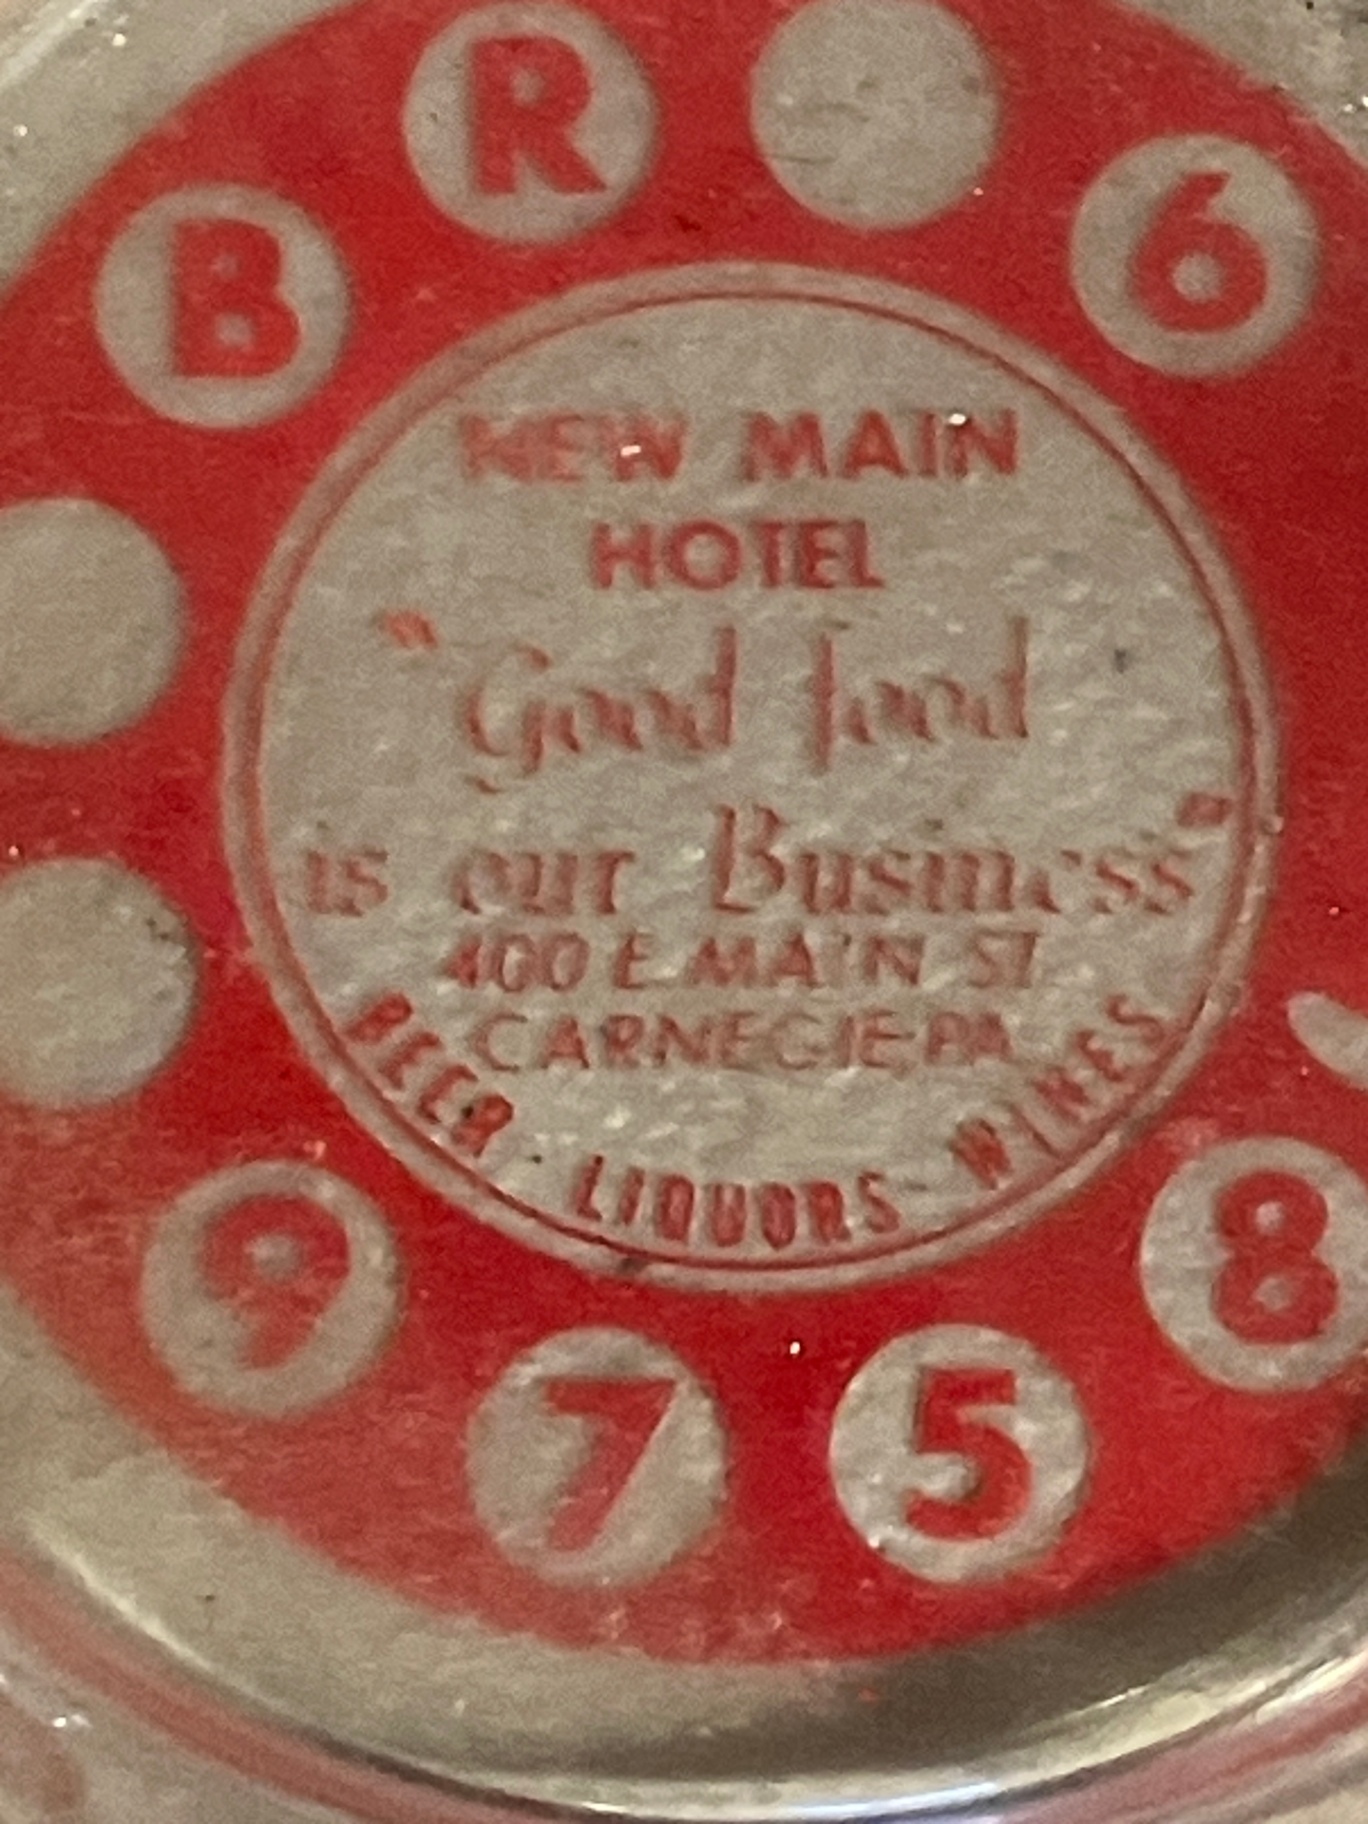 B R 6
NEW MAIN
HOTEL
"Good food
is our Business"
400 E. MAIN ST.
CARNEGIE, PA.
BEER - LIQUORS - WINES
9 7 5 8